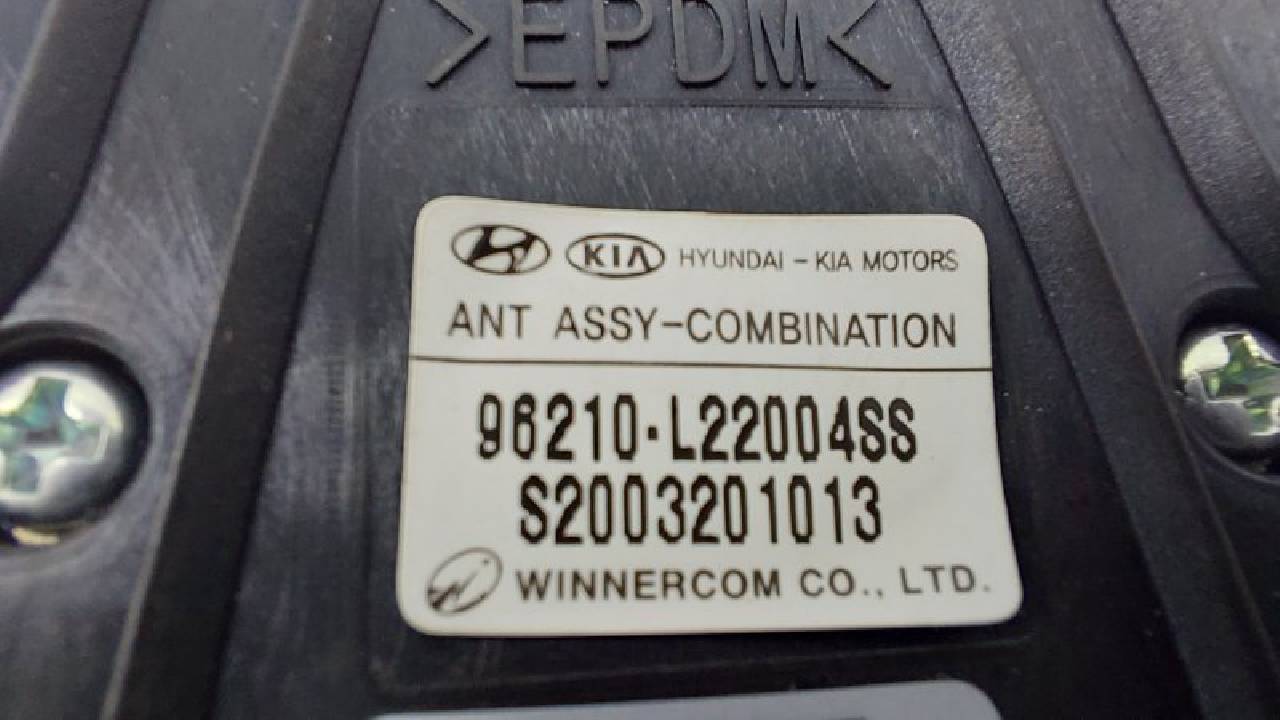 >EPDM<
KIA HYUNDAI - KIA MOTORS
ANT ASSY-COMBINATION
96210-L22004SS
S2003201013
WINNERCOM CO., LTD.